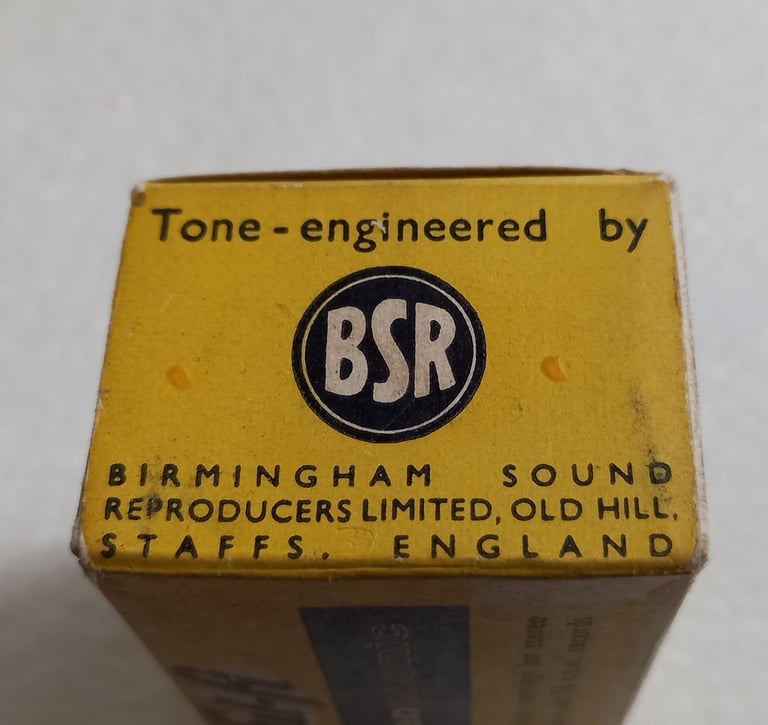 Tone-engineered by
BSR
BIRMINGHAM SOUND
REPRODUCERS LIMITED, OLD HILL,
STAFFS. ENGLAND